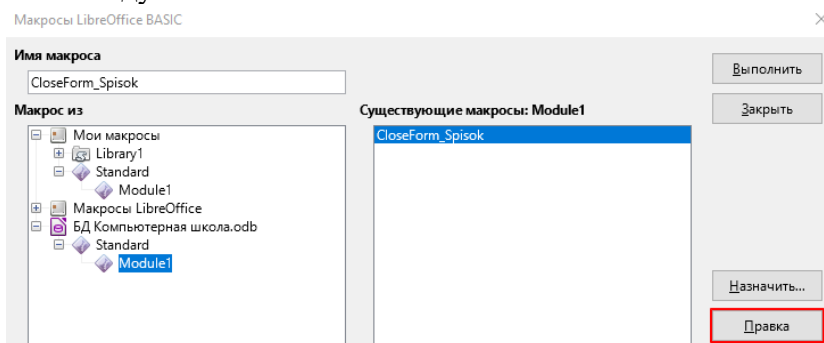 Макросы LibreOffice BASIC
Имя макроса
CloseForm_Spisok
Выполнить
Макрос из
Существующие макросы: Module1
Закрыть
Мои макросы
Library1
Standard
Module1
Макросы LibreOffice
БД Компьютерная школа.odb
Standard
Module1
CloseForm_Spisok
Назначить...
Правка